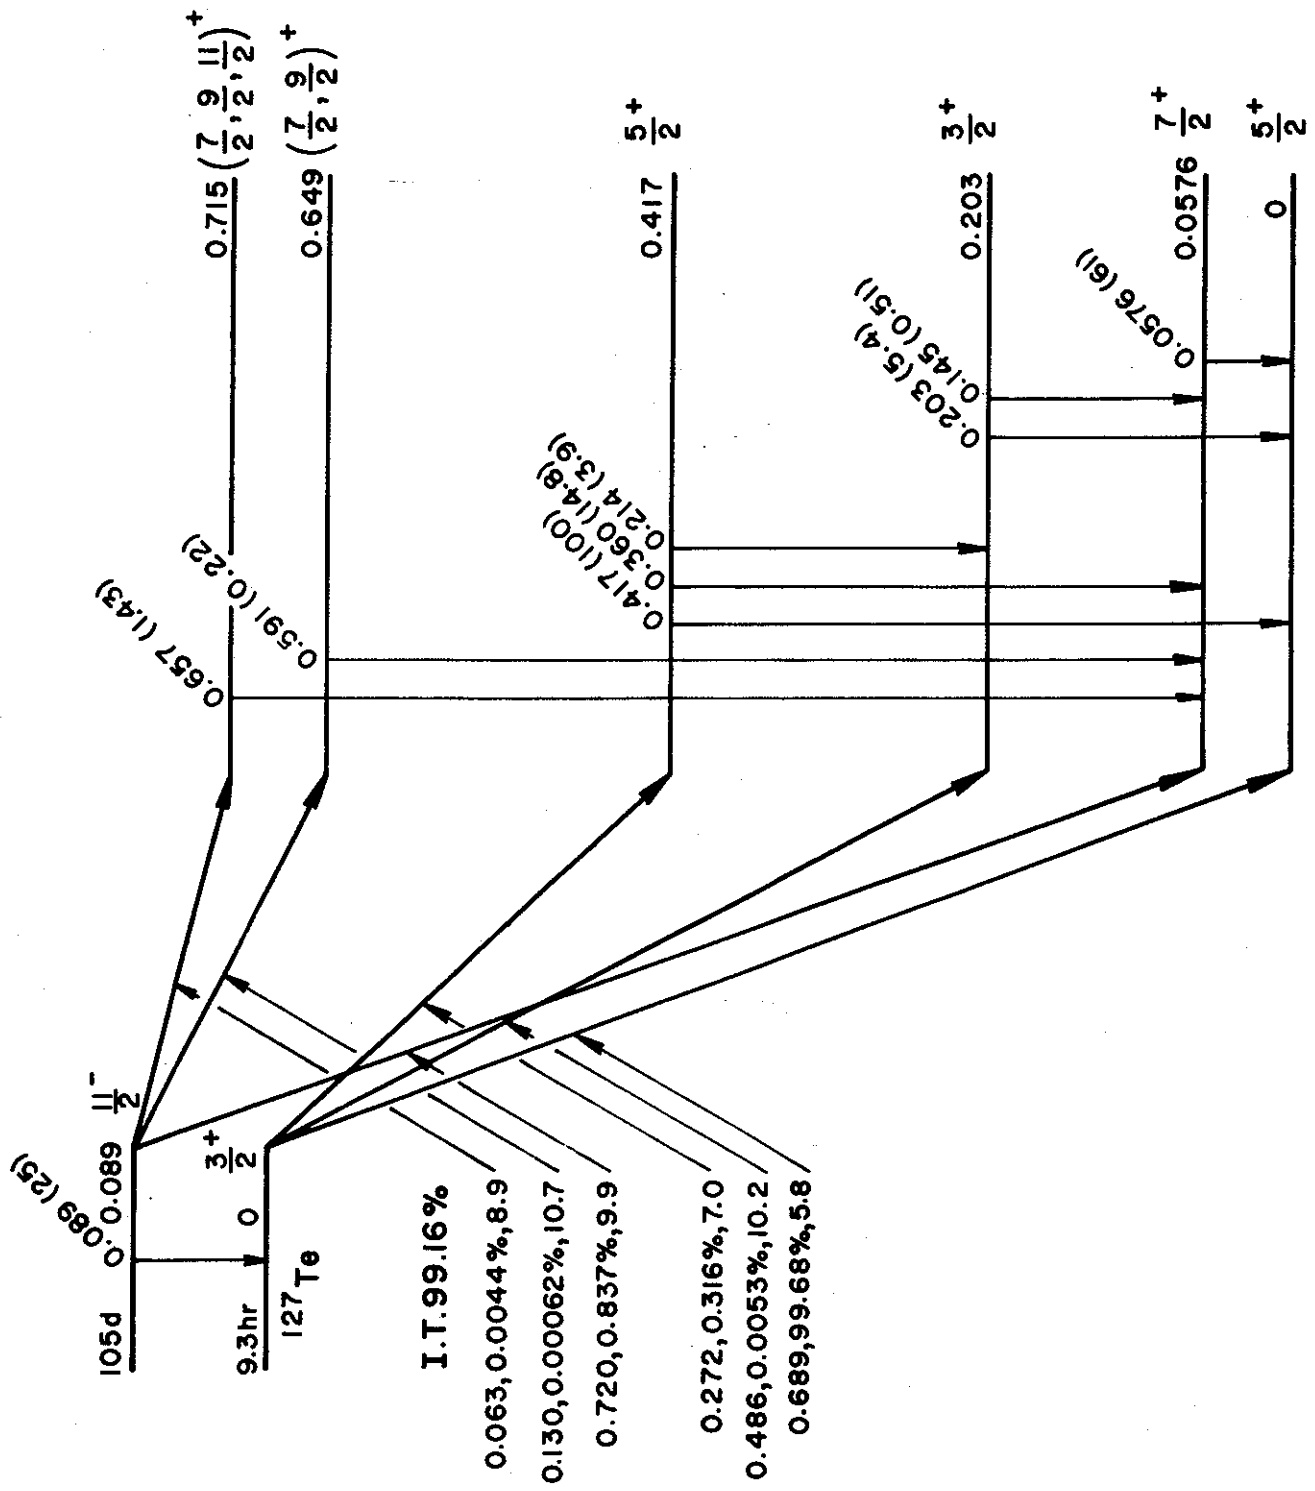 0.089 (25)
105d
0.089
11/2 -
9.3hr
0
3/2 +
127Te
I.T. 99.16%
0.063, 0.0044%, 8.9
0.130, 0.00062%, 10.7
0.720, 0.837%, 9.9
0.272, 0.316%, 7.0
0.486, 0.0053%, 10.2
0.689, 99.68%, 5.8
0.657 (1.43)
0.715 (7/2, 9/2, 11/2)+
0.591 (0.22)
0.649 (7/2, 9/2)+
0.417 (100)
0.360 (14.8)
0.214 (3.9)
0.417
5/2 +
0.203 (5.4)
0.145 (0.51)
0.203
3/2 +
0.0576 (61)
0.0576
7/2 +
0
5/2 +